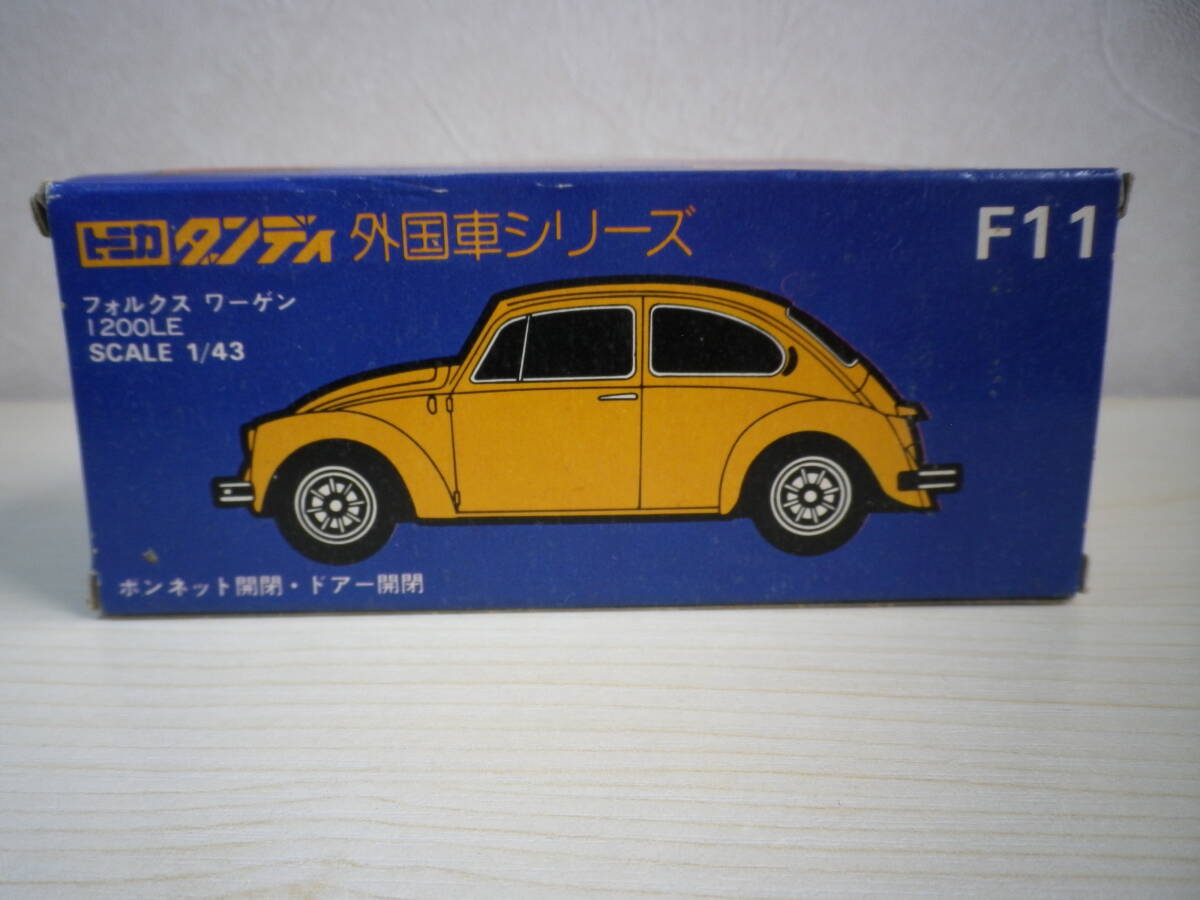 トミカ ダンディ 外国車シリーズ
F11
フォルクス ワーゲン
1200LE
SCALE 1/43
ボンネット開閉・ドアー開閉